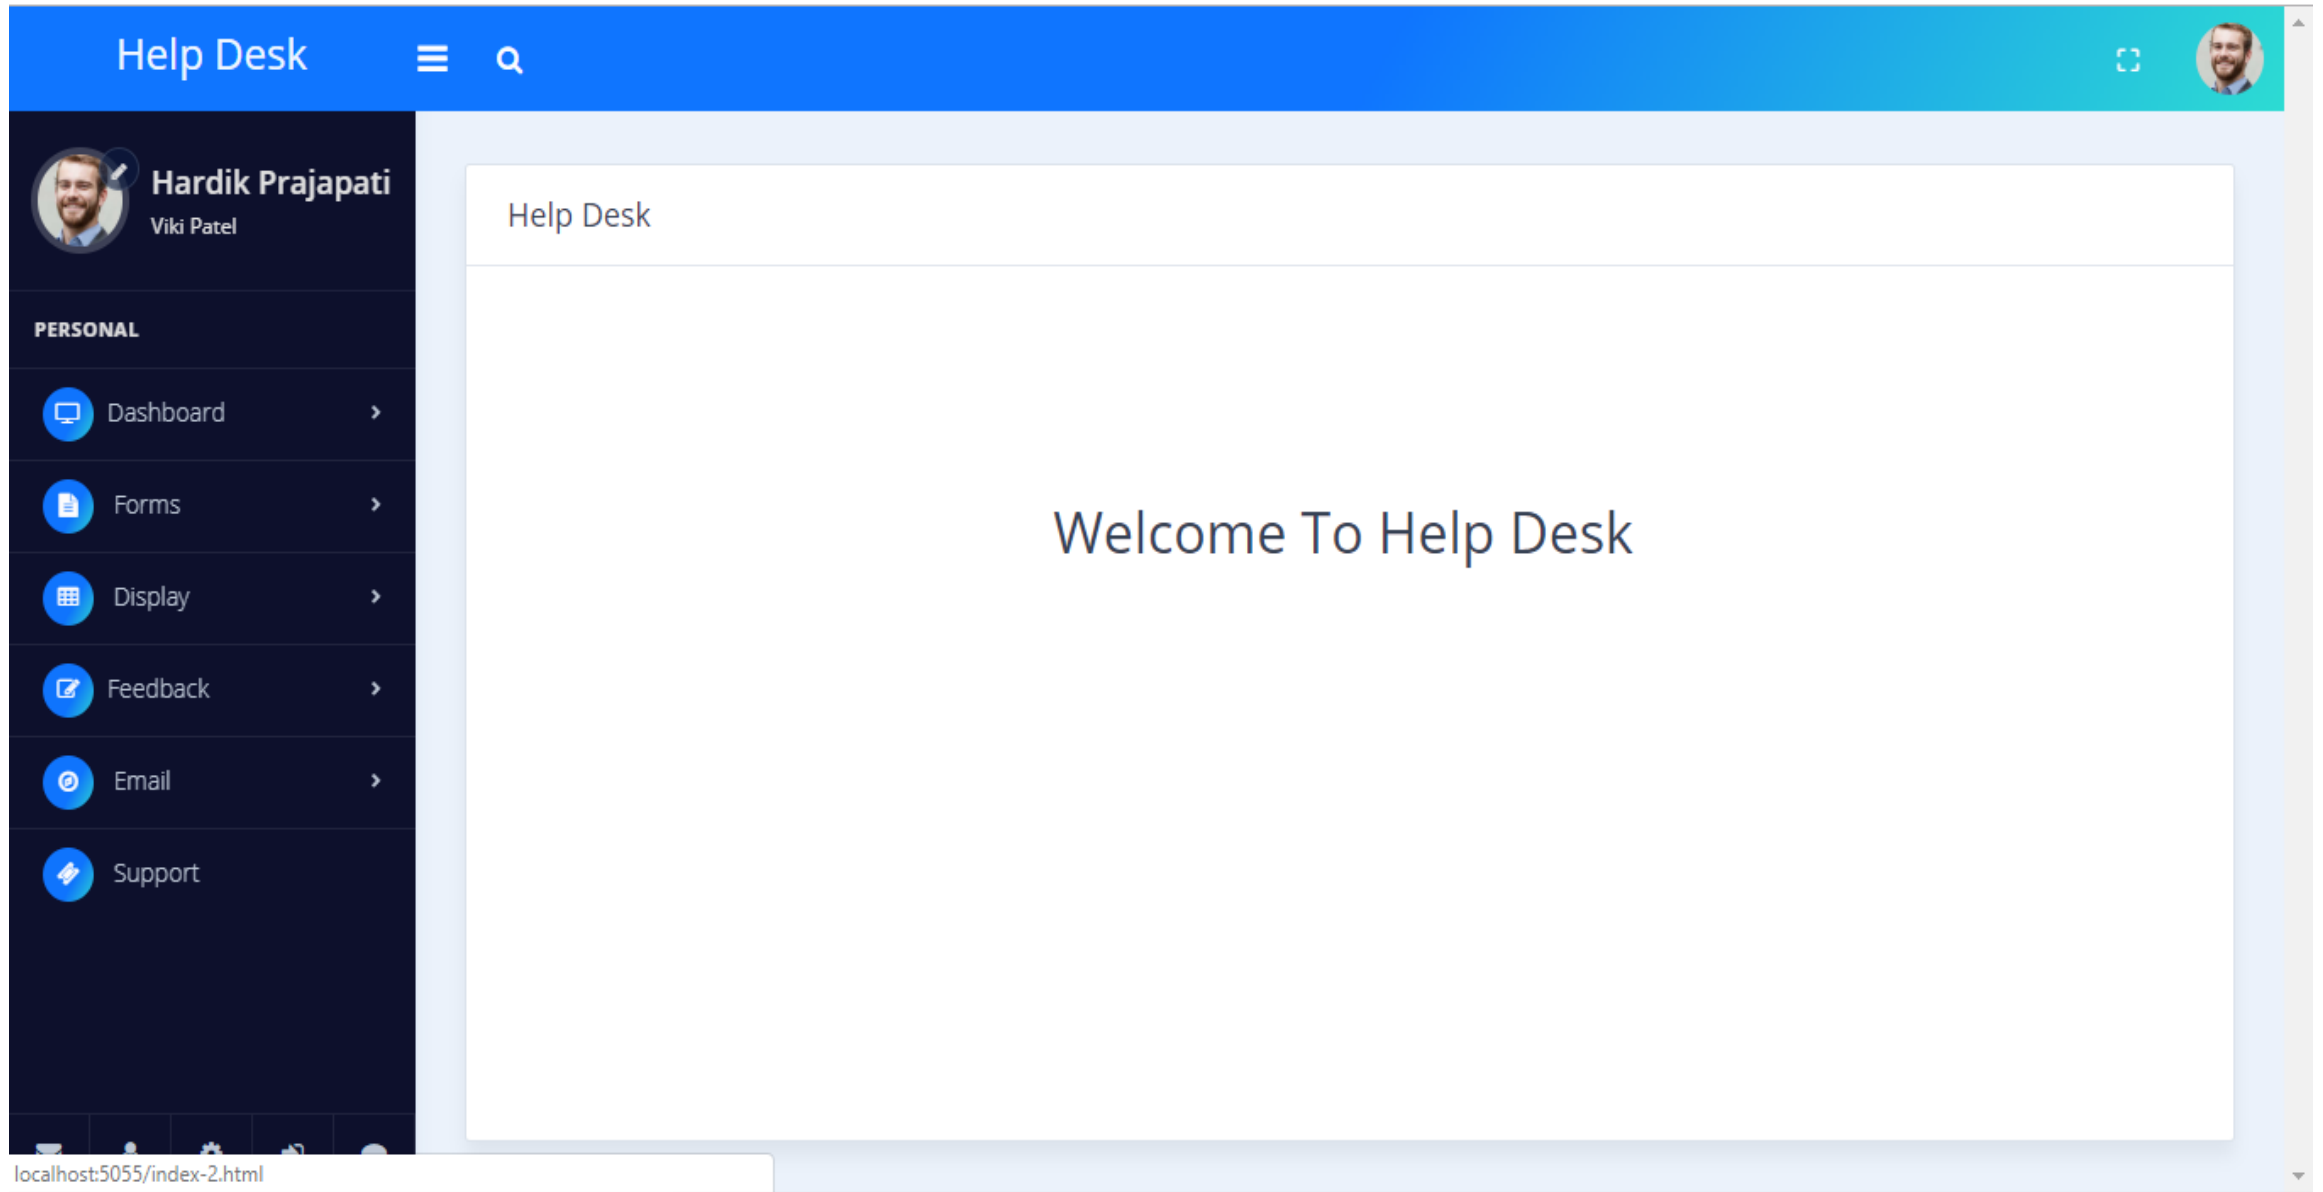 Help Desk
Hardik Prajapati
Viki Patel
PERSONAL
Dashboard
Forms
Display
Feedback
Email
Support
Help Desk
Welcome To Help Desk
localhost:5055/index-2.html